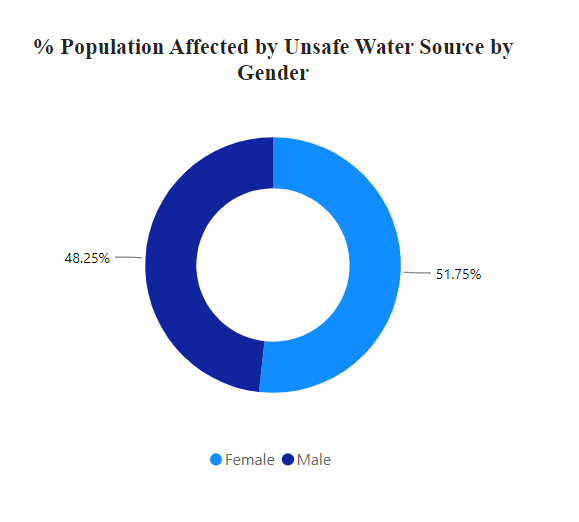 % Population Affected by Unsafe Water Source by
Gender
48.25%
51.75%
Female Male